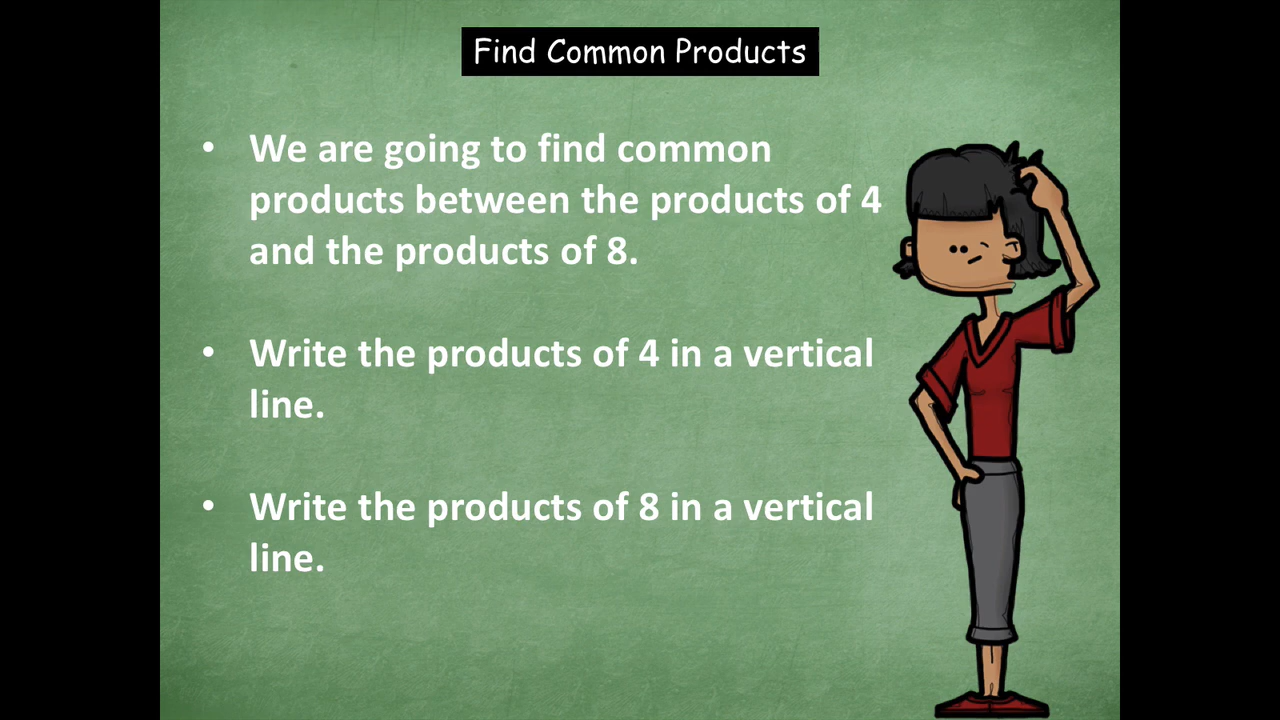 Find Common Products
• We are going to find common
products between the products of 4
and the products of 8.
• Write the products of 4 in a vertical
line.
• Write the products of 8 in a vertical
line.